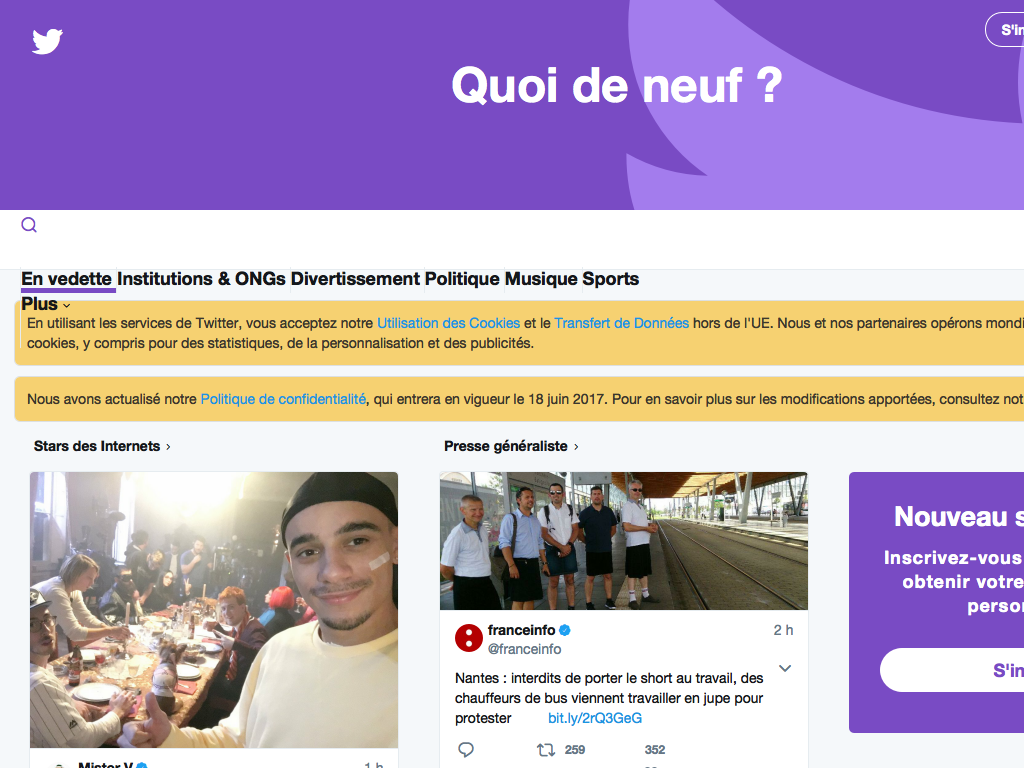 S'in
Quoi de neuf ?
En vedette Institutions & ONGs Divertissement Politique Musique Sports
Plus
En utilisant les services de Twitter, vous acceptez notre Utilisation des Cookies et le Transfert de Données hors de l'UE. Nous et nos partenaires opérons mondi
cookies, y compris pour des statistiques, de la personnalisation et des publicités.
Nous avons actualisé notre Politique de confidentialité, qui entrera en vigueur le 18 juin 2017. Pour en savoir plus sur les modifications apportées, consultez not
Stars des Internets
Presse généraliste
Nouveau s
Inscrivez-vous
obtenir votre
person
S'in
franceinfo
2 h
@franceinfo
Nantes : interdits de porter le short au travail, des
chauffeurs de bus viennent travailler en jupe pour
protester bit.ly/2rQ3GeG
259
352
Mister V
1 h